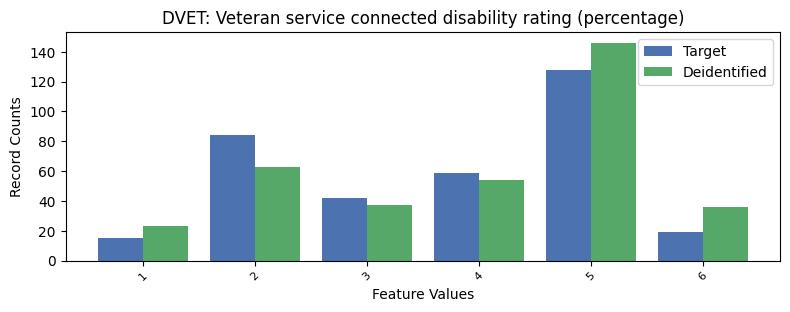 DVET: Veteran service connected disability rating (percentage)
Target
Deidentified
Record Counts
140
120
100
80
60
40
20
0
1 2 3 4 5 6
Feature Values